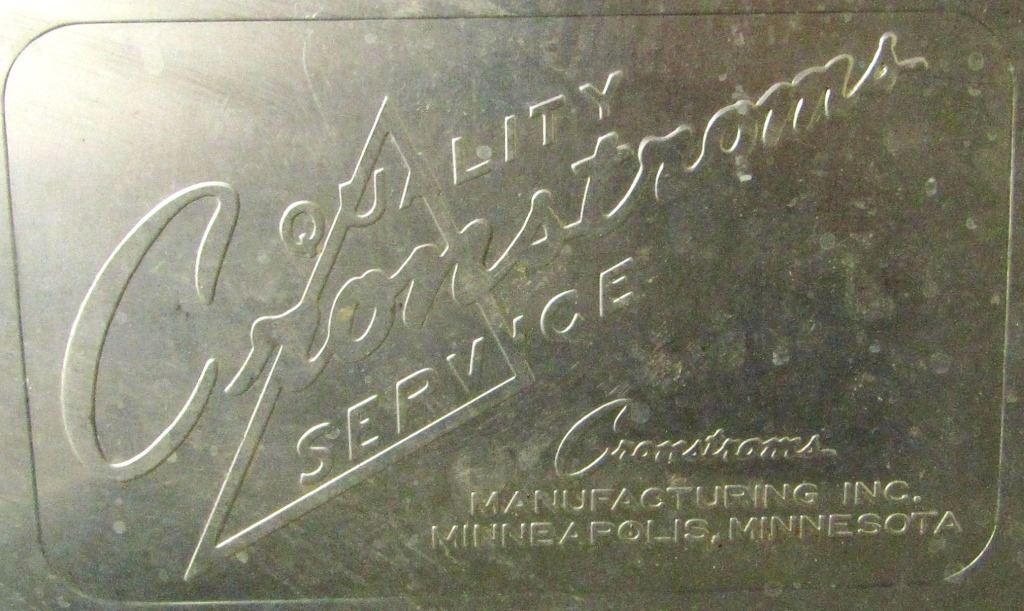 QUALITY
Cronstroms
SERVICE
Cronstroms
MANUFACTURING INC.
MINNEAPOLIS, MINNESOTA